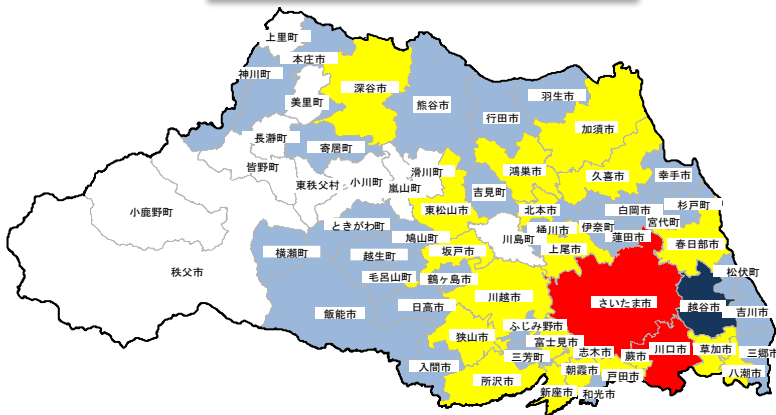 上里町
本庄市
神川町
深谷市
美里町
熊谷市
羽生市
行田市
加須市
長瀞町
寄居町
皆野町
東秩父村
小川町
滑川町
嵐山町
吉見町
鴻巣市
久喜市
幸手市
小鹿野町
東松山市
北本市
白岡市
杉戸町
ときがわ町
鳩山町
川島町
桶川市
伊奈町
宮代町
蓮田市
横瀬町
越生町
坂戸市
上尾市
春日部市
秩父市
毛呂山町
鶴ヶ島市
松伏町
飯能市
日高市
川越市
さいたま市
越谷市
吉川市
ふじみ野市
狭山市
富士見市
三芳町
志木市
蕨市
川口市
草加市
三郷市
入間市
所沢市
朝霞市
戸田市
八潮市
新座市
和光市